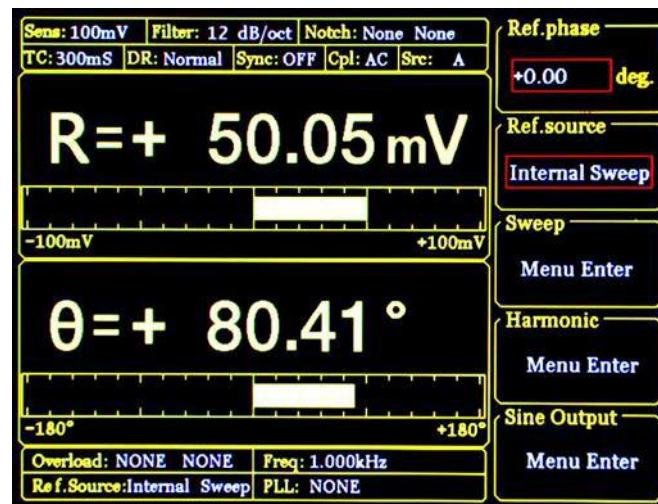 Sens: 100mV Filter: 12 dB/oct Notch: None None
TC: 300mS DR: Normal Sync: OFF Cpl: AC Src: A
R=+ 50.05 mV
-100mV +100mV
θ=+ 80.41 °
-180° +180°
Overload: NONE NONE Freq: 1.000kHz
Ref.Source:Internal Sweep PLL: NONE
Ref.phase
+0.00 deg.
Ref.source
Internal Sweep
Sweep
Menu Enter
Harmonic
Menu Enter
Sine Output
Menu Enter